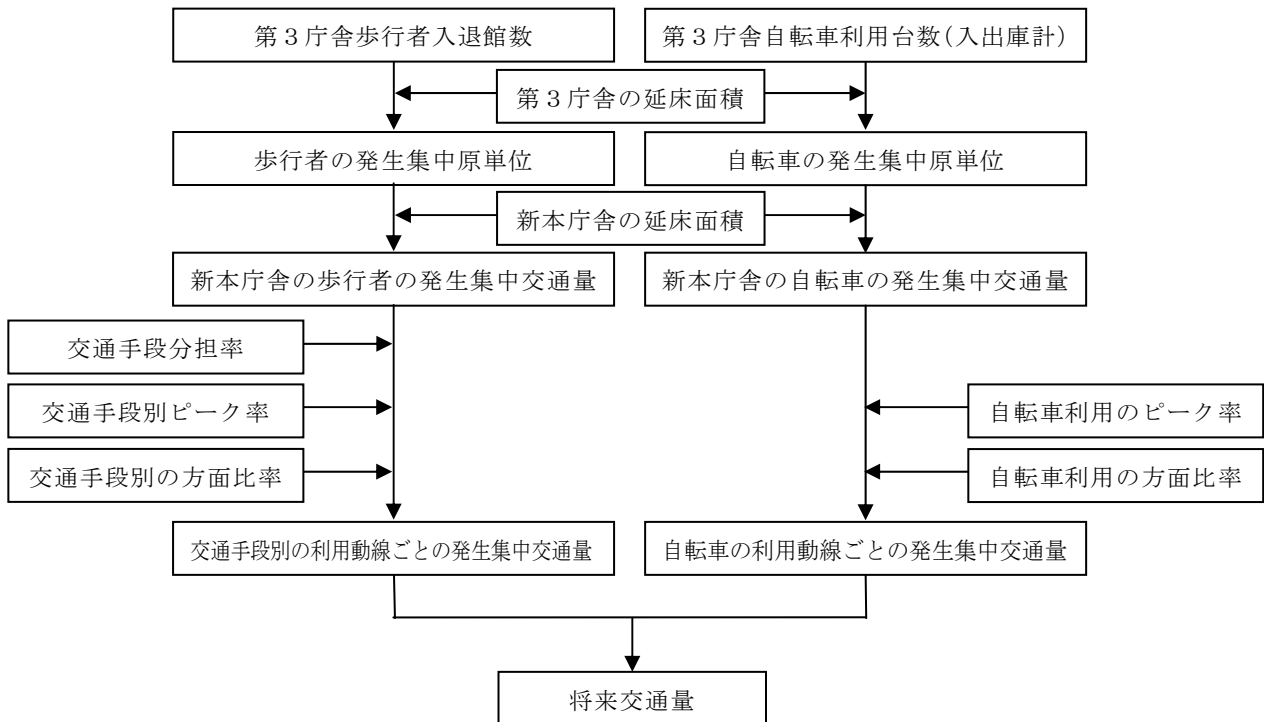 第３庁舎歩行者入退館数
第３庁舎自転車利用台数(入出庫計)
第３庁舎の延床面積
歩行者の発生集中原単位
自転車の発生集中原単位
新本庁舎の延床面積
新本庁舎の歩行者の発生集中交通量
新本庁舎の自転車の発生集中交通量
交通手段分担率
交通手段別ピーク率
自転車利用のピーク率
交通手段別の方面比率
自転車利用の方面比率
交通手段別の利用動線ごとの発生集中交通量
自転車の利用動線ごとの発生集中交通量
将来交通量